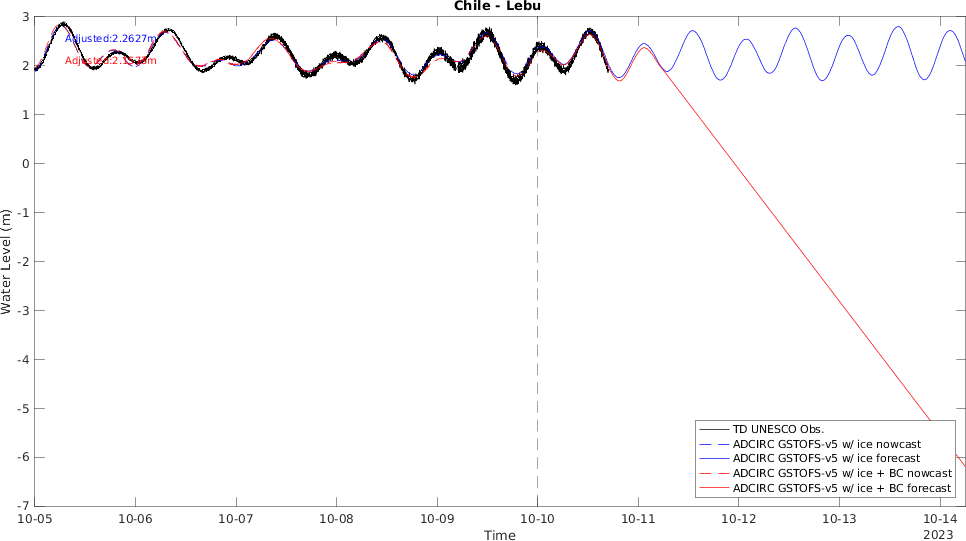 Chile - Lebu
3
2
1
0
-1
-2
-3
-4
-5
-6
-7
Water Level (m)
Adjusted:2.2627m
10-05
10-06
10-07
10-08
10-09
10-10
10-11
10-12
10-13
10-14
2023
Time
TD UNESCO Obs.
ADCIRC GSTOFS-v5 w/ ice nowcast
ADCIRC GSTOFS-v5 w/ ice forecast
ADCIRC GSTOFS-v5 w/ ice + BC nowcast
ADCIRC GSTOFS-v5 w/ ice + BC forecast